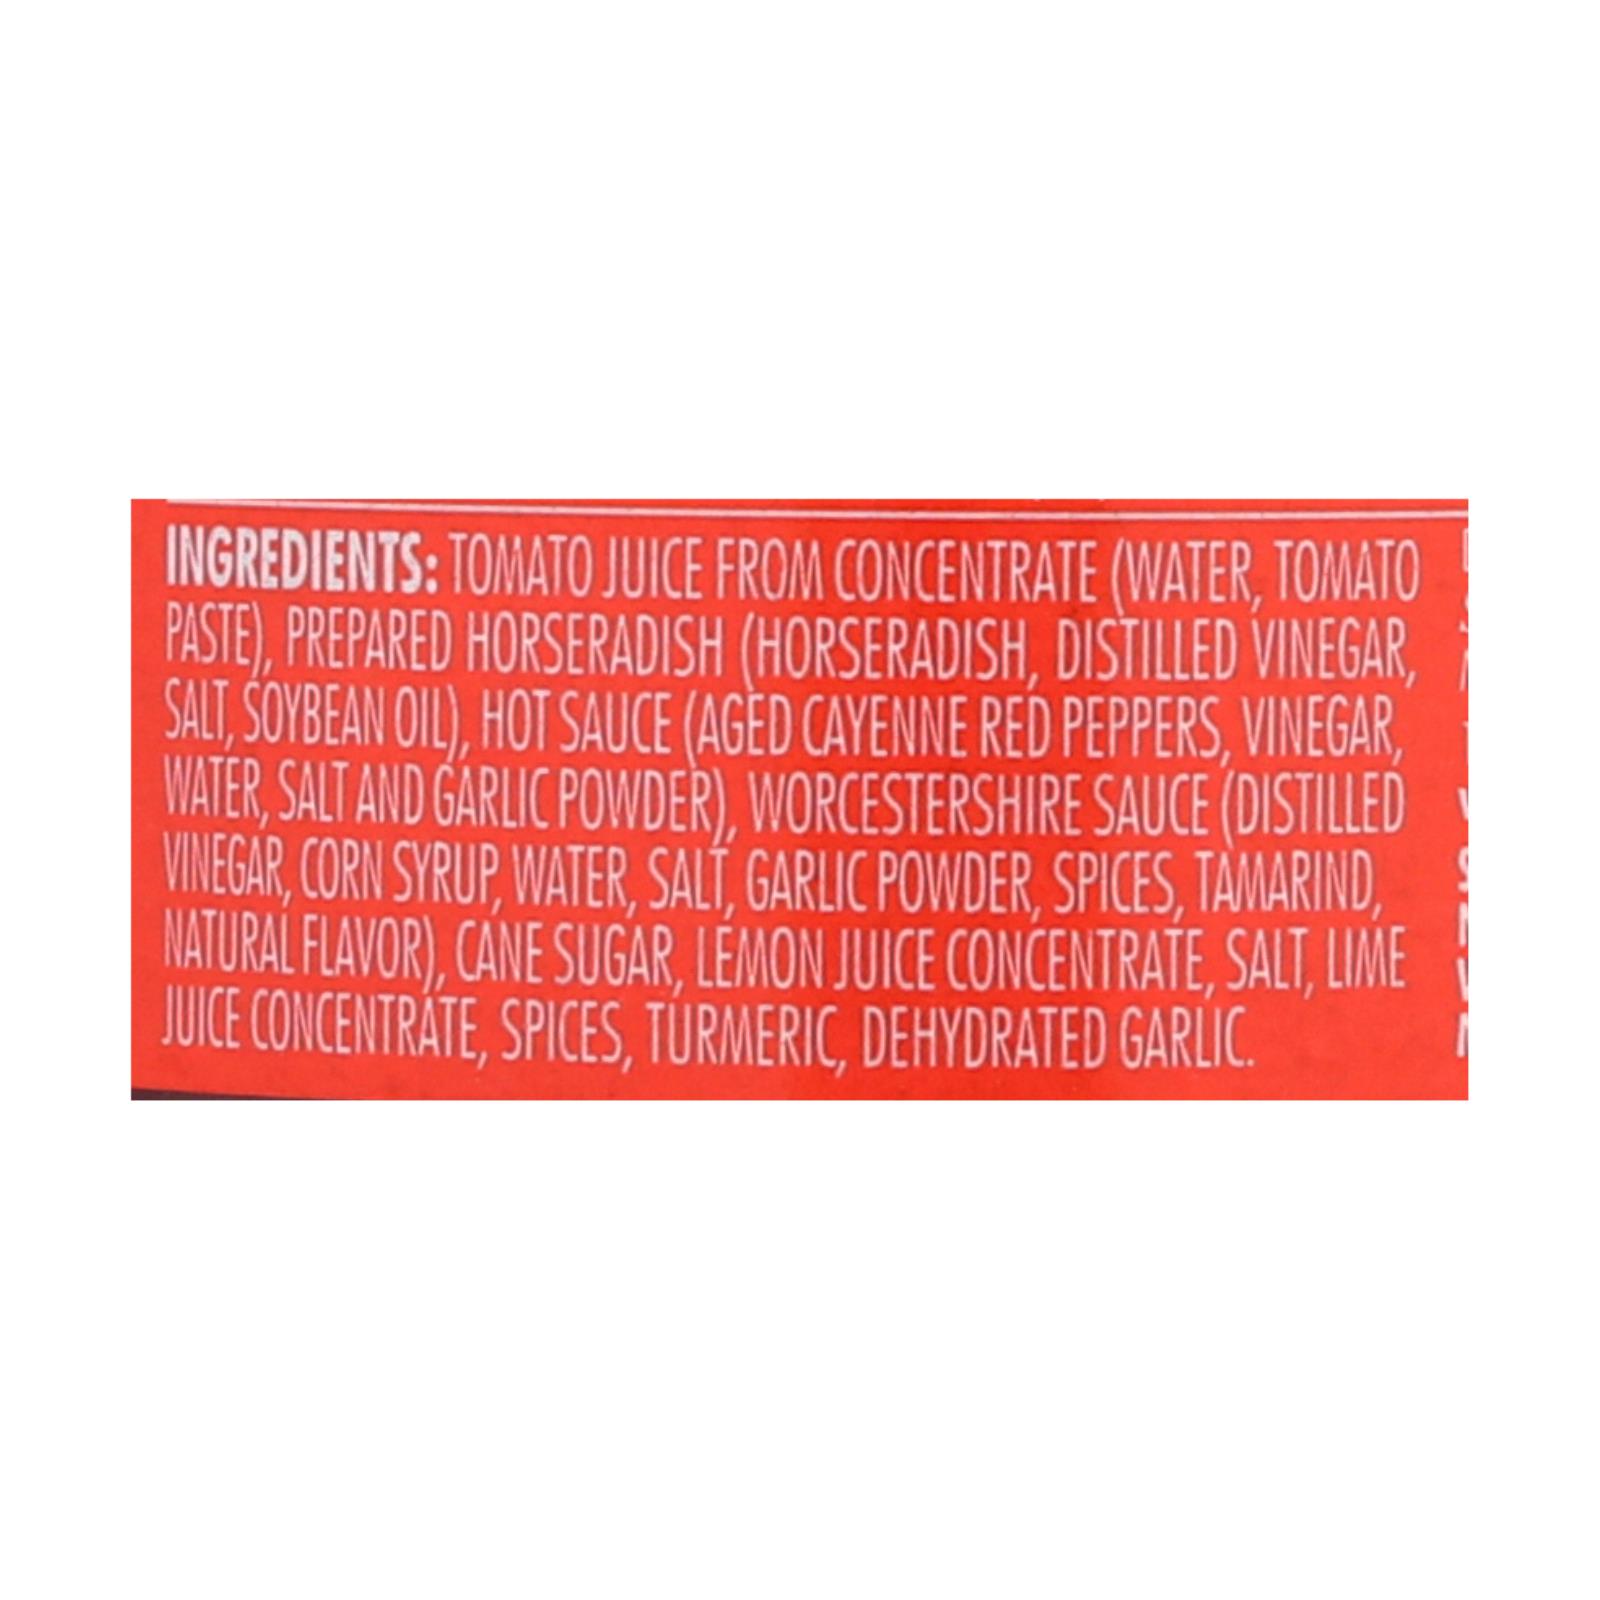 INGREDIENTS: TOMATO JUICE FROM CONCENTRATE (WATER, TOMATO
PASTE), PREPARED HORSERADISH (HORSERADISH, DISTILLED VINEGAR,
SALT, SOYBEAN OIL), HOT SAUCE (AGED CAYENNE RED PEPPERS, VINEGAR,
WATER, SALT AND GARLIC POWDER), WORCESTERSHIRE SAUCE (DISTILLED
VINEGAR, CORN SYRUP, WATER, SALT, GARLIC POWDER, SPICES, TAMARIND,
NATURAL FLAVOR), CANE SUGAR, LEMON JUICE CONCENTRATE, SALT, LIME
JUICE CONCENTRATE, SPICES, TURMERIC, DEHYDRATED GARLIC.